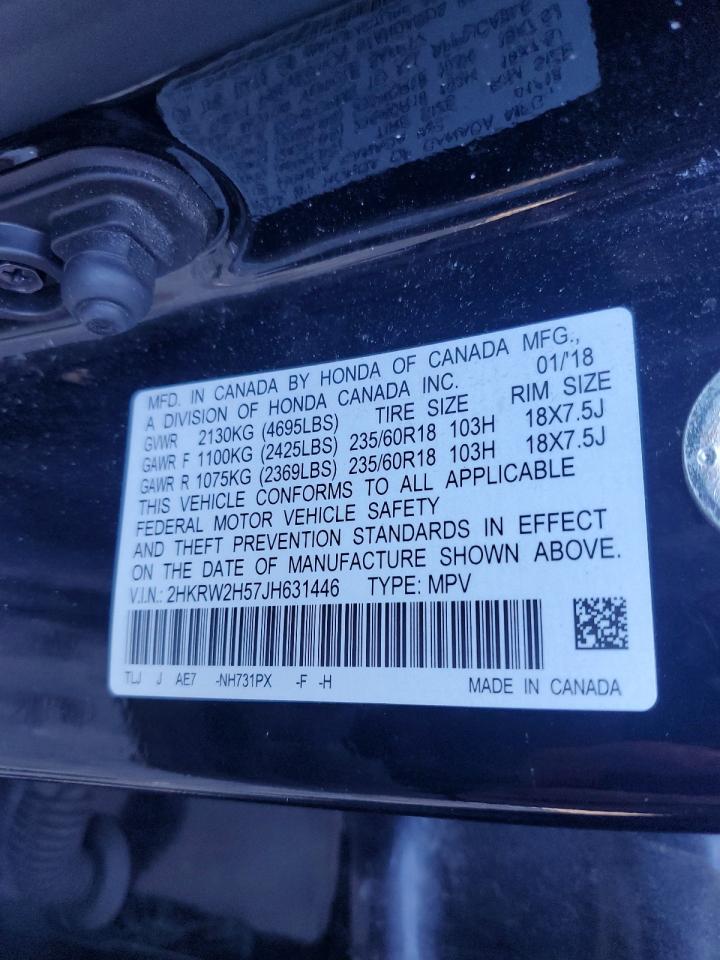 MFD. IN CANADA BY HONDA OF CANADA MFG.,
A DIVISION OF HONDA CANADA INC. 01/'18
GVWR 2130KG (4695LBS) TIRE SIZE RIM SIZE
GAWR F 1100KG (2425LBS) 235/60R18 103H 18X7.5J
GAWR R 1075KG (2369LBS) 235/60R18 103H 18X7.5J
THIS VEHICLE CONFORMS TO ALL APPLICABLE
FEDERAL MOTOR VEHICLE SAFETY
AND THEFT PREVENTION STANDARDS IN EFFECT
ON THE DATE OF MANUFACTURE SHOWN ABOVE.
V.I.N.: 2HKRW2H57JH631446 TYPE: MPV
TLJ J AE7 -NH731PX -F -H MADE IN CANADA